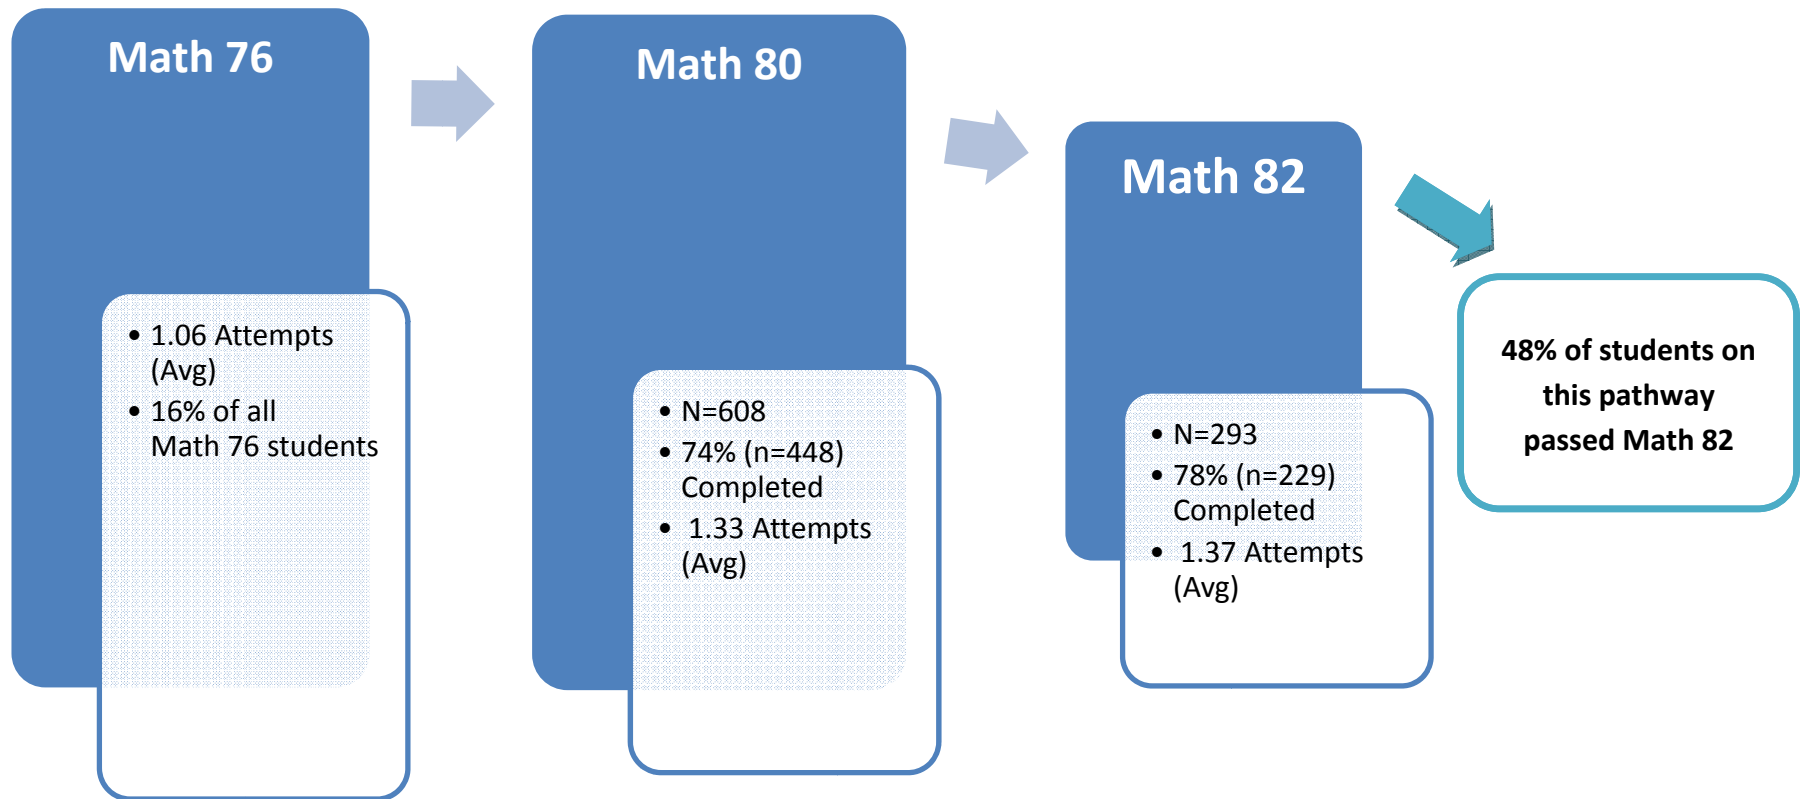 Math 76
• 1.06 Attempts
(Avg)
• 16% of all
Math 76 students
Math 80
• N=608
• 74% (n=448)
Completed
• 1.33 Attempts
(Avg)
Math 82
• N=293
• 78% (n=229)
Completed
• 1.37 Attempts
(Avg)
48% of students on
this pathway
passed Math 82